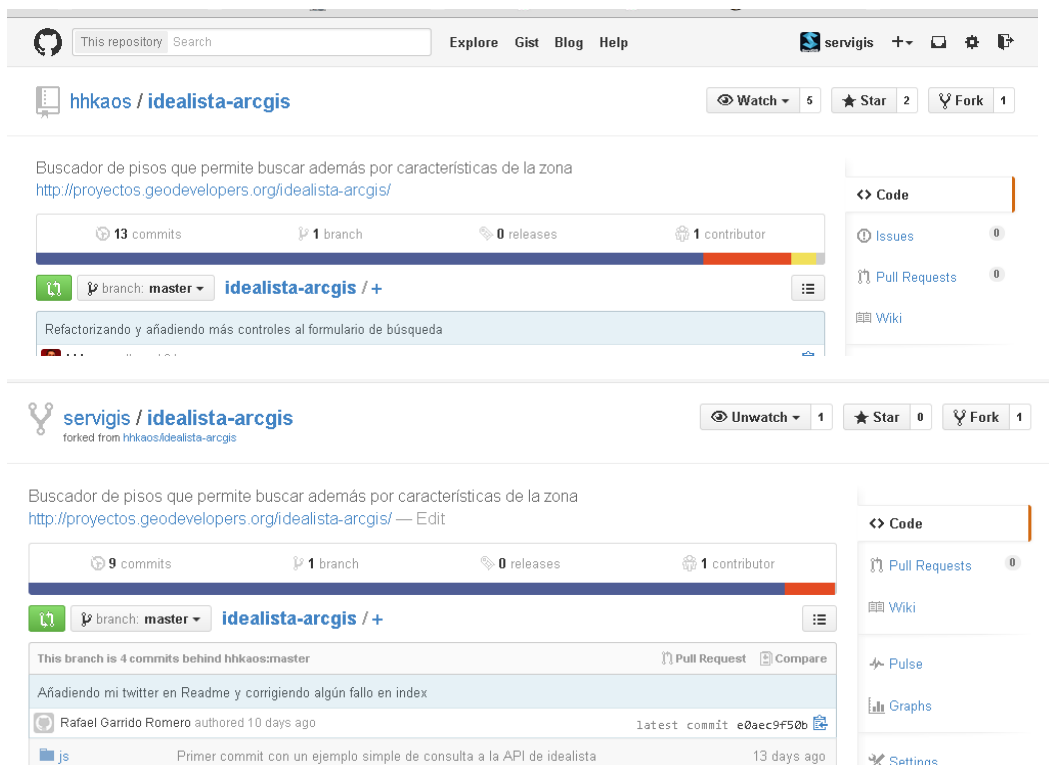 This repository Search Explore Gist Blog Help servigis
hhkaos / idealista-arcgis Watch 5 Star 2 Fork 1
Buscador de pisos que permite buscar además por características de la zona
http://proyectos.geodevelopers.org/idealista-arcgis/
Code
13 commits 1 branch 0 releases 1 contributor
Issues 0
branch: master idealista-arcgis / +
Pull Requests 0
Refactorizando y añadiendo más controles al formulario de búsqueda
Wiki
servigis / idealista-arcgis Unwatch 1 Star 0 Fork 1
forked from hhkaos/idealista-arcgis
Buscador de pisos que permite buscar además por características de la zona
http://proyectos.geodevelopers.org/idealista-arcgis/ — Edit
Code
9 commits 1 branch 0 releases 1 contributor
Pull Requests 0
branch: master idealista-arcgis / +
Wiki
This branch is 4 commits behind hhkaos:master Pull Request Compare
Pulse
Añadiendo mi twitter en Readme y corrigiendo algún fallo en index
Graphs
Rafael Garrido Romero authored 10 days ago latest commit e0aec9f50b
js Primer commit con un ejemplo simple de consulta a la API de idealista 13 days ago
Settings